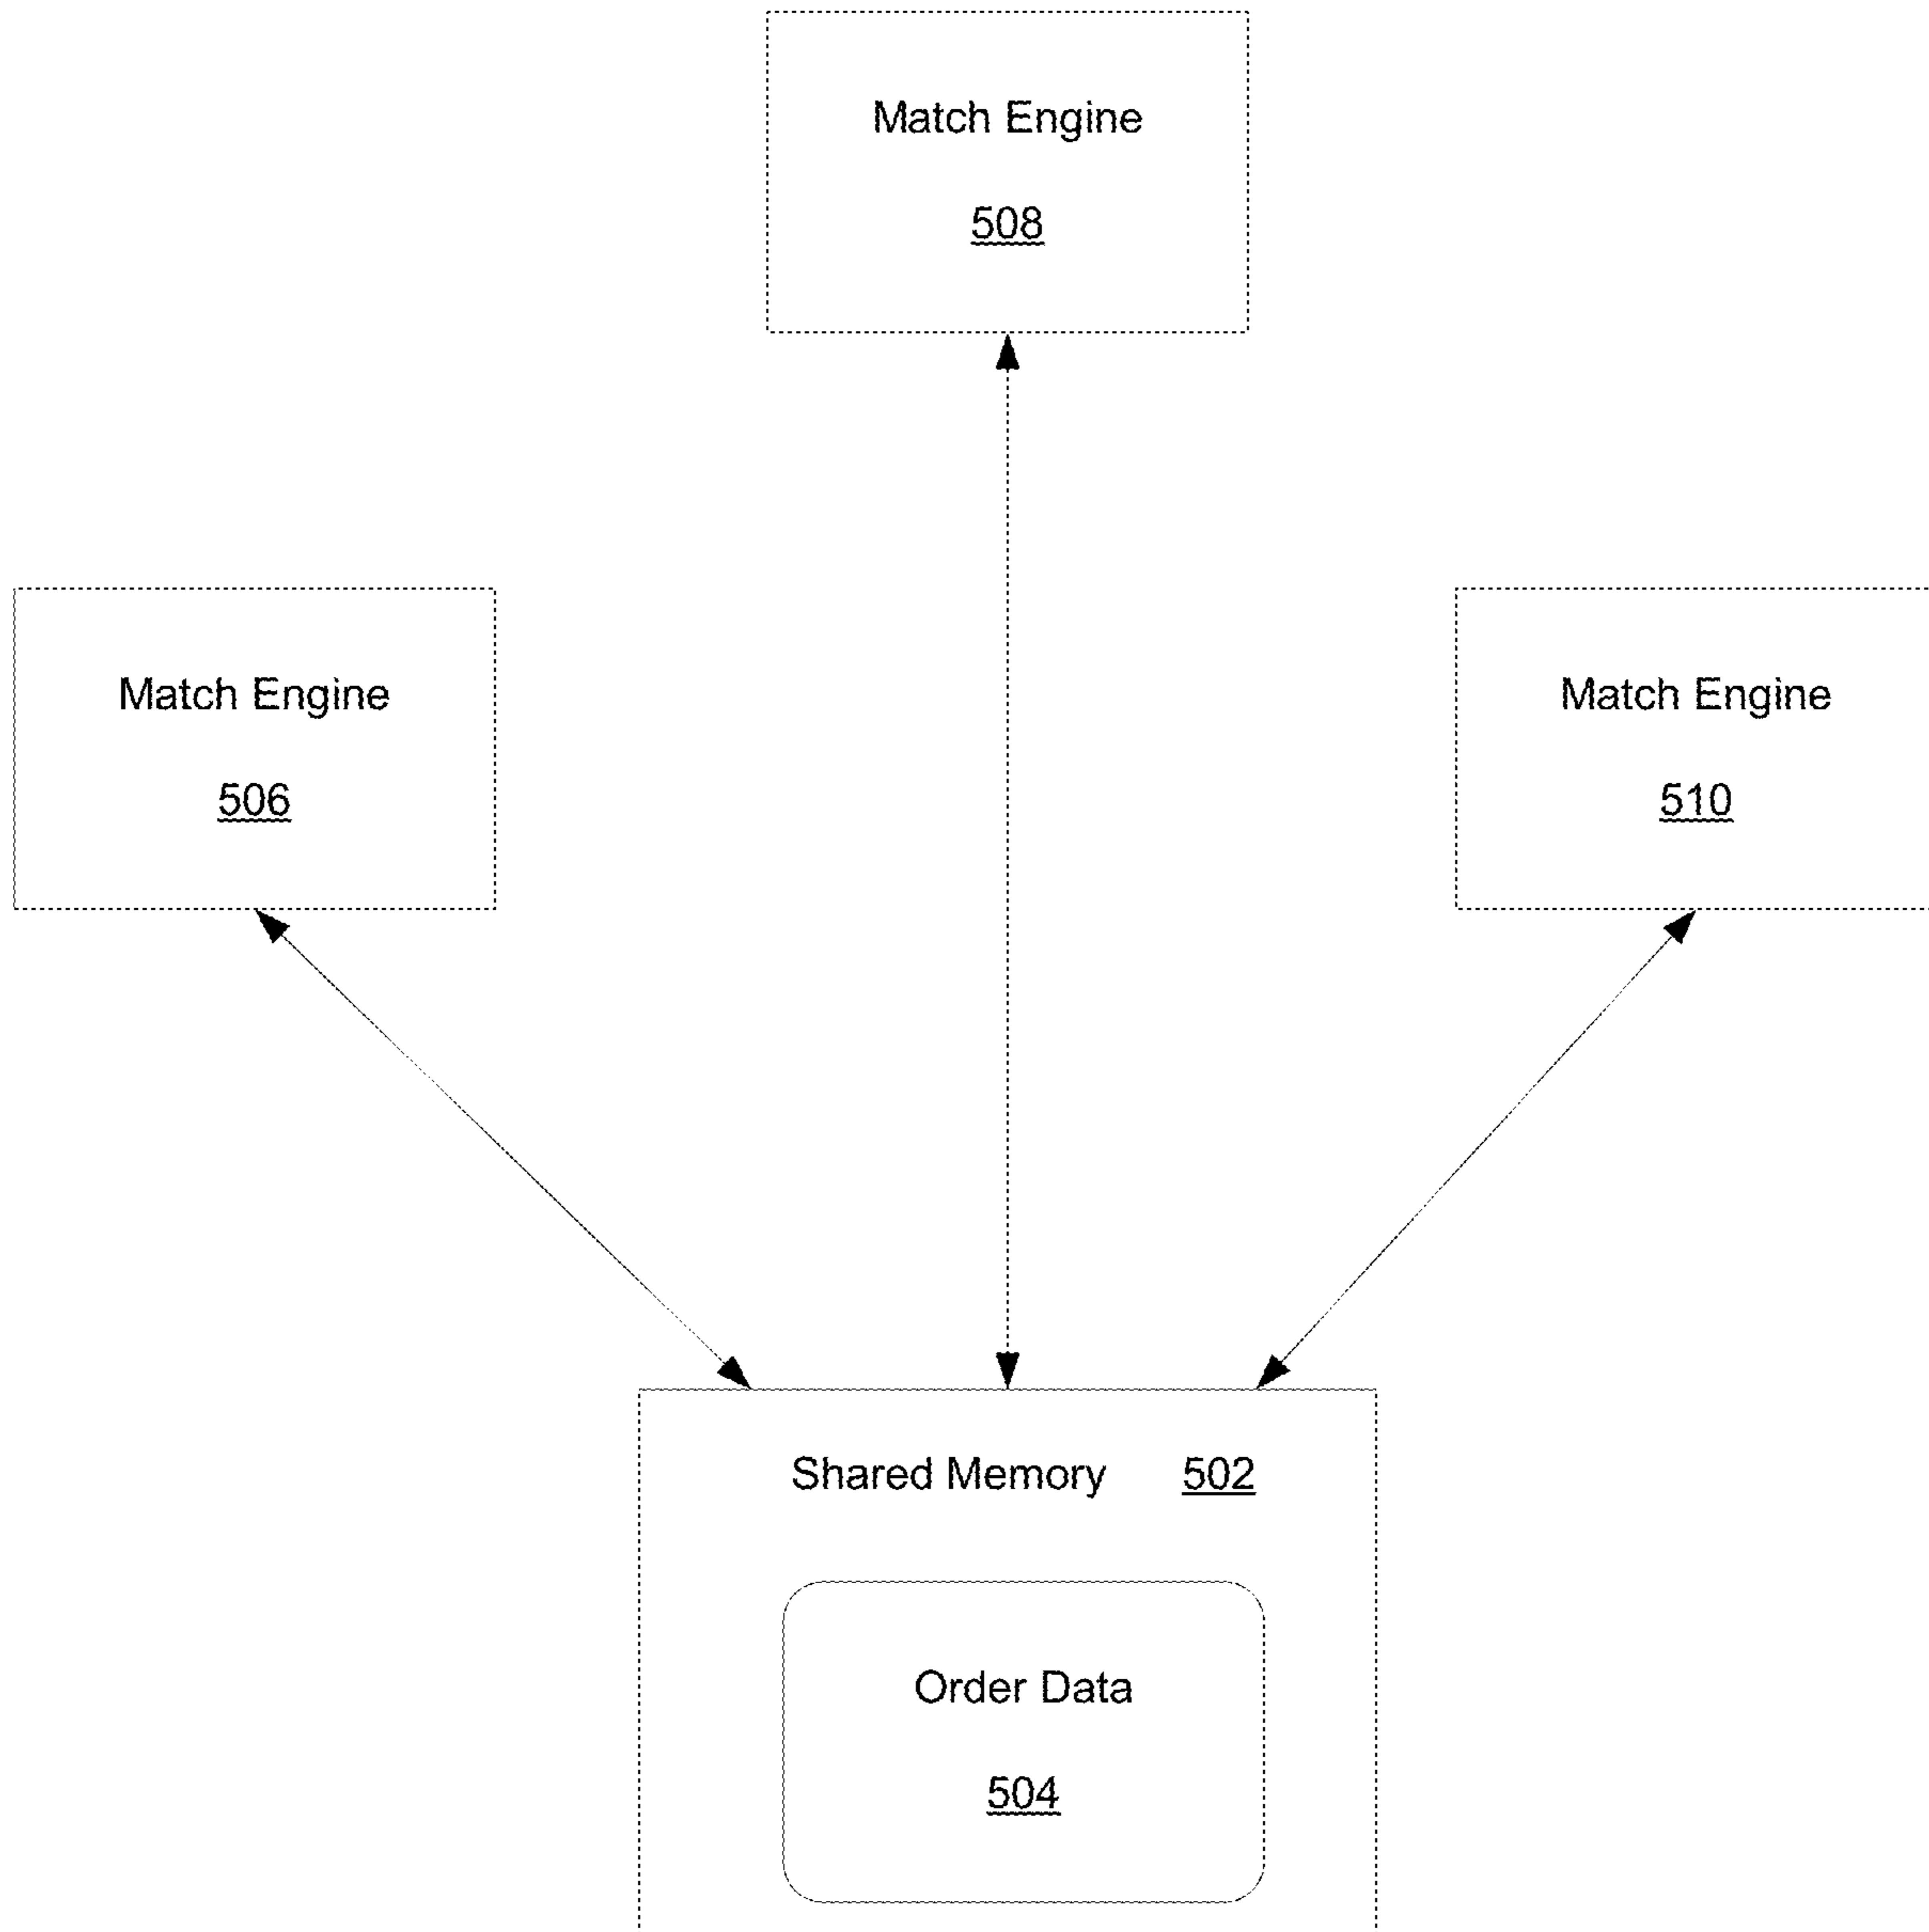 Match Engine
508
Match Engine
506
Match Engine
510
Shared Memory 502
Order Data
504